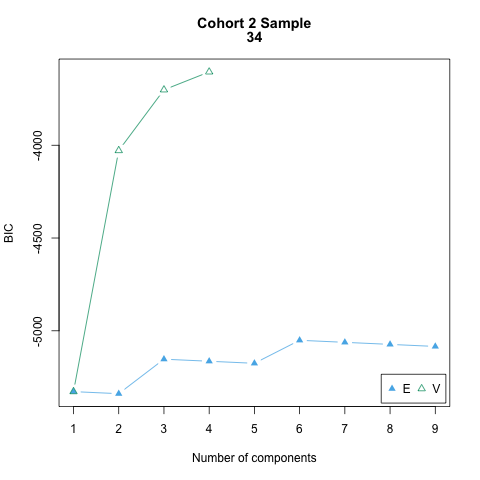 Cohort 2 Sample
34
BIC
-4000
-4500
-5000
E V
1 2 3 4 5 6 7 8 9
Number of components